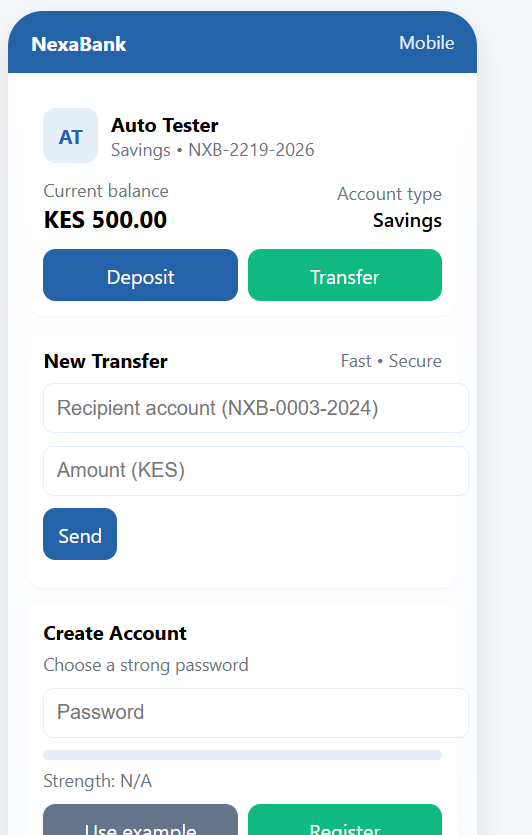 NexaBank Mobile
AT
Auto Tester
Savings • NXB-2219-2026
Current balance
KES 500.00
Account type
Savings
Deposit
Transfer
New Transfer
Fast • Secure
Recipient account (NXB-0003-2024)
Amount (KES)
Send
Create Account
Choose a strong password
Password
Strength: N/A
Use example
Register